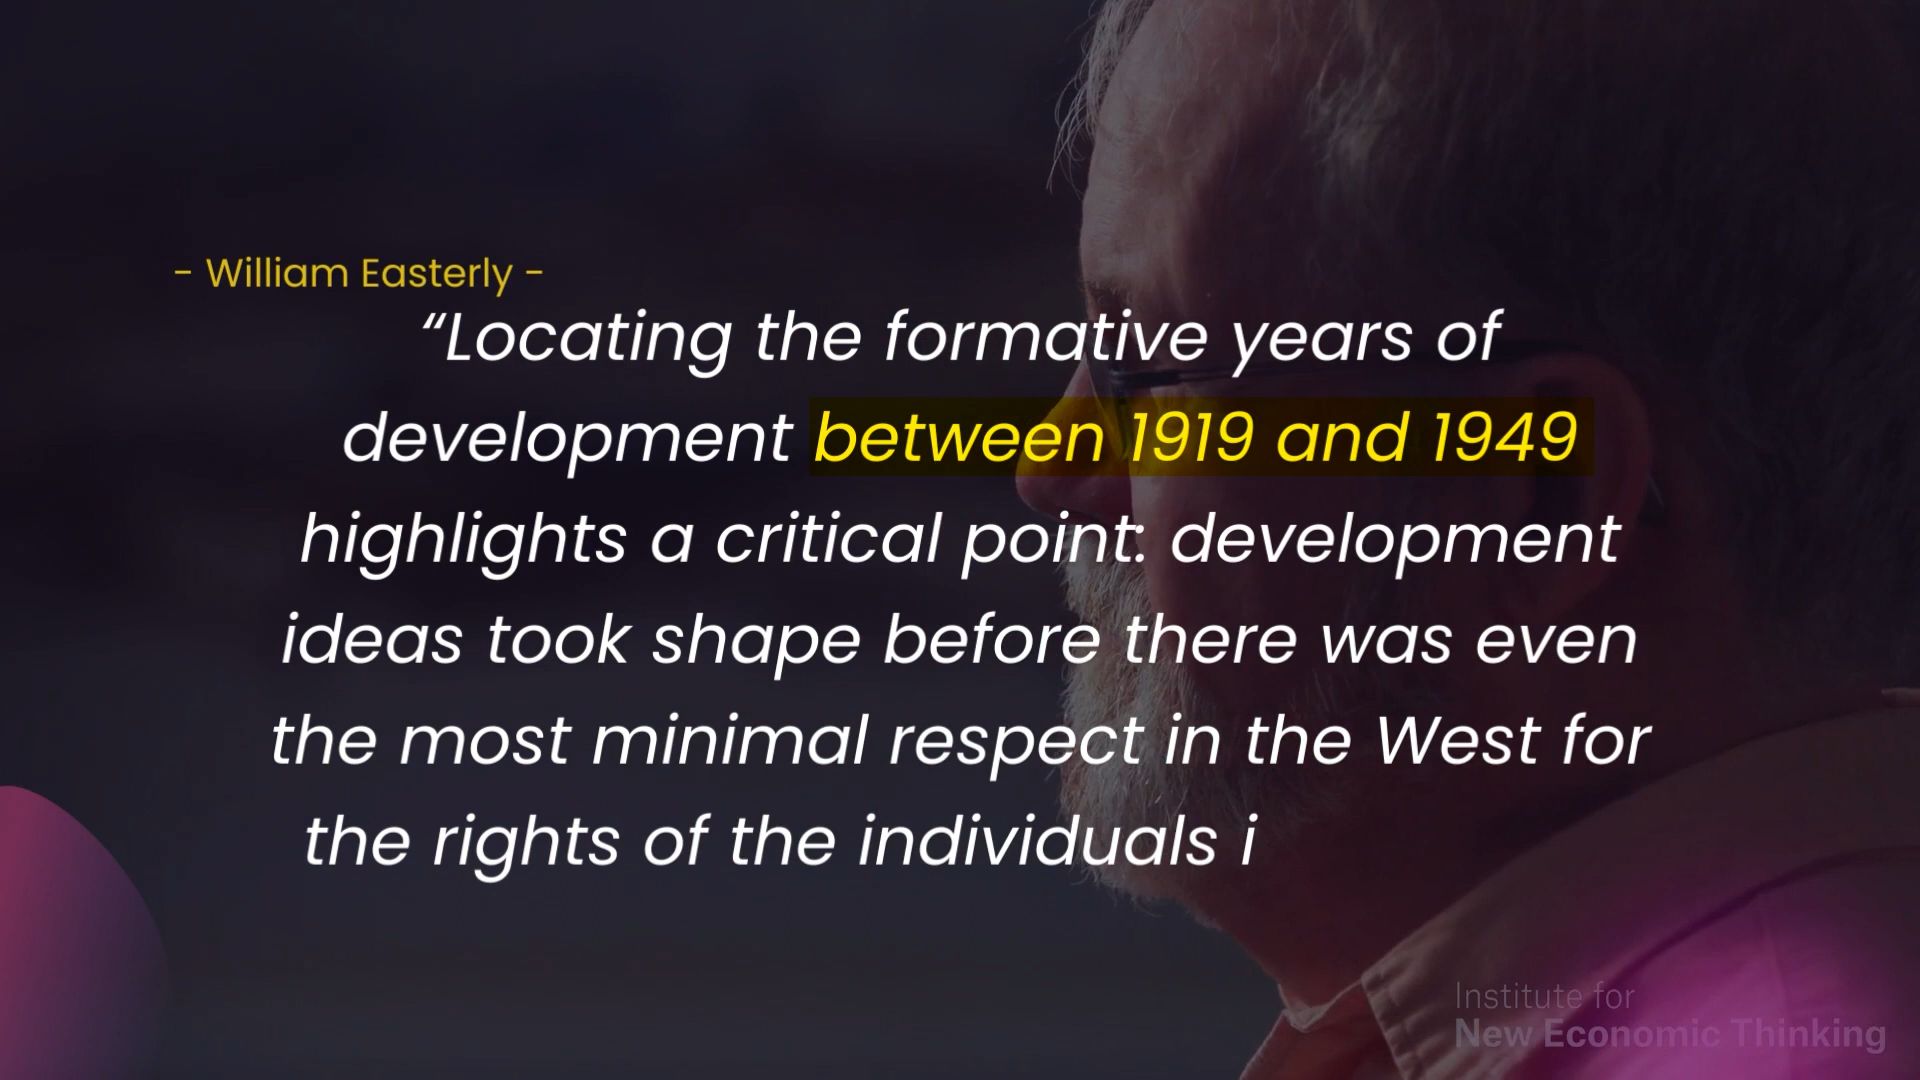 - William Easterly -
“Locating the formative years of
development between 1919 and 1949
highlights a critical point: development
ideas took shape before there was even
the most minimal respect in the West for
the rights of the individuals i
Institute for
New Economic Thinking